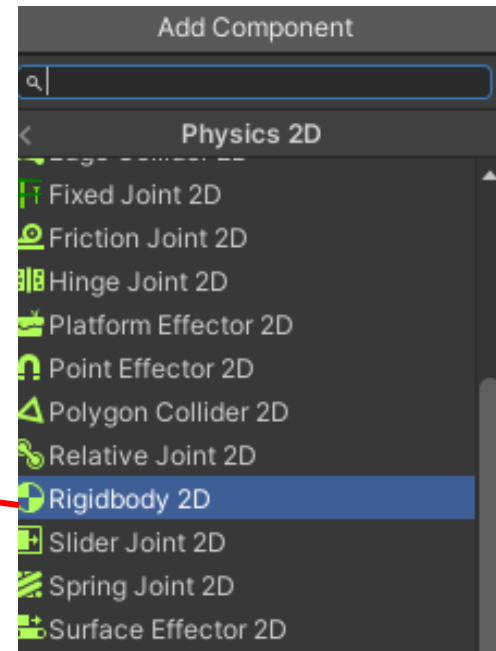 Add Component
Physics 2D
Fixed Joint 2D
Friction Joint 2D
Hinge Joint 2D
Platform Effector 2D
Point Effector 2D
Polygon Collider 2D
Relative Joint 2D
Rigidbody 2D
Slider Joint 2D
Spring Joint 2D
Surface Effector 2D